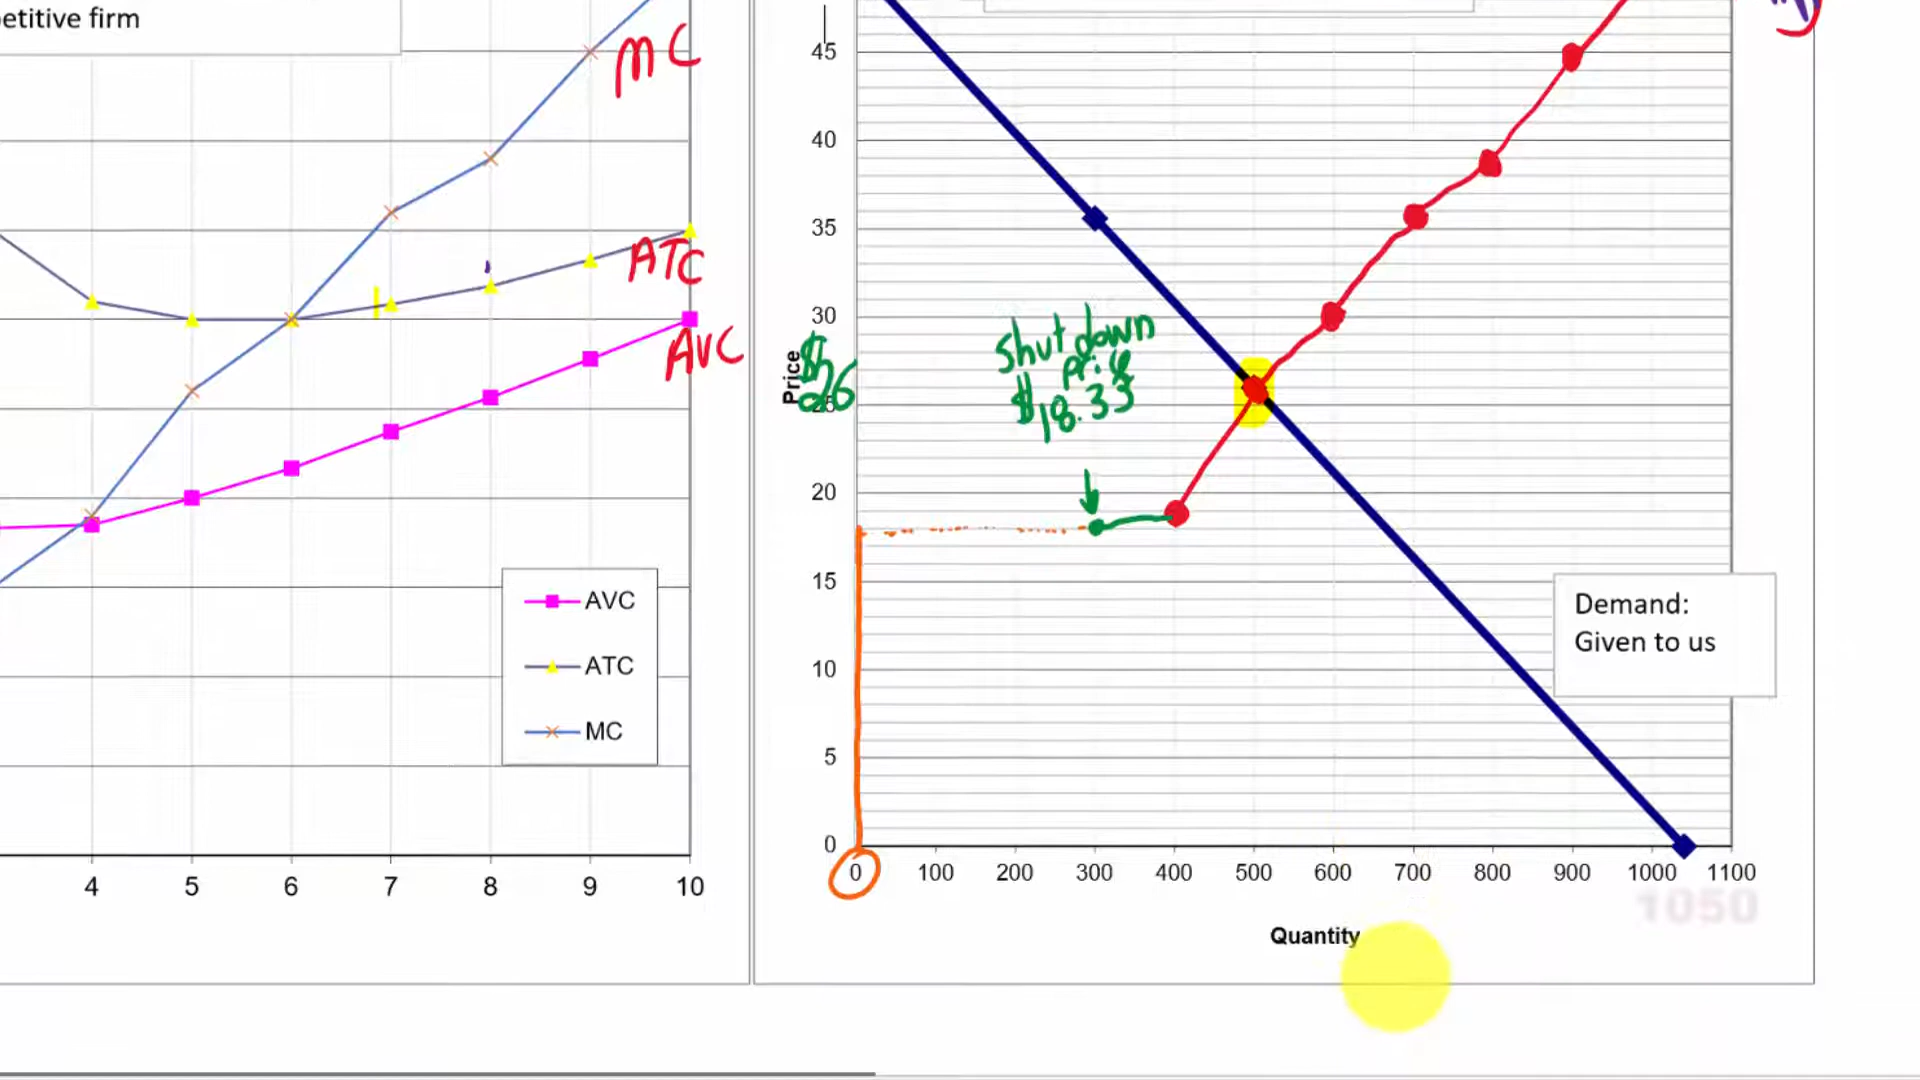 etitive firm
MC
ATC
AVC
AVC
ATC
MC
4 5 6 7 8 9 10
45
40
35
30
25
20
15
10
5
0
Price
$26
shut down
price
$18.33
Demand:
Given to us
0 100 200 300 400 500 600 700 800 900 1000 1100
1050
Quantity